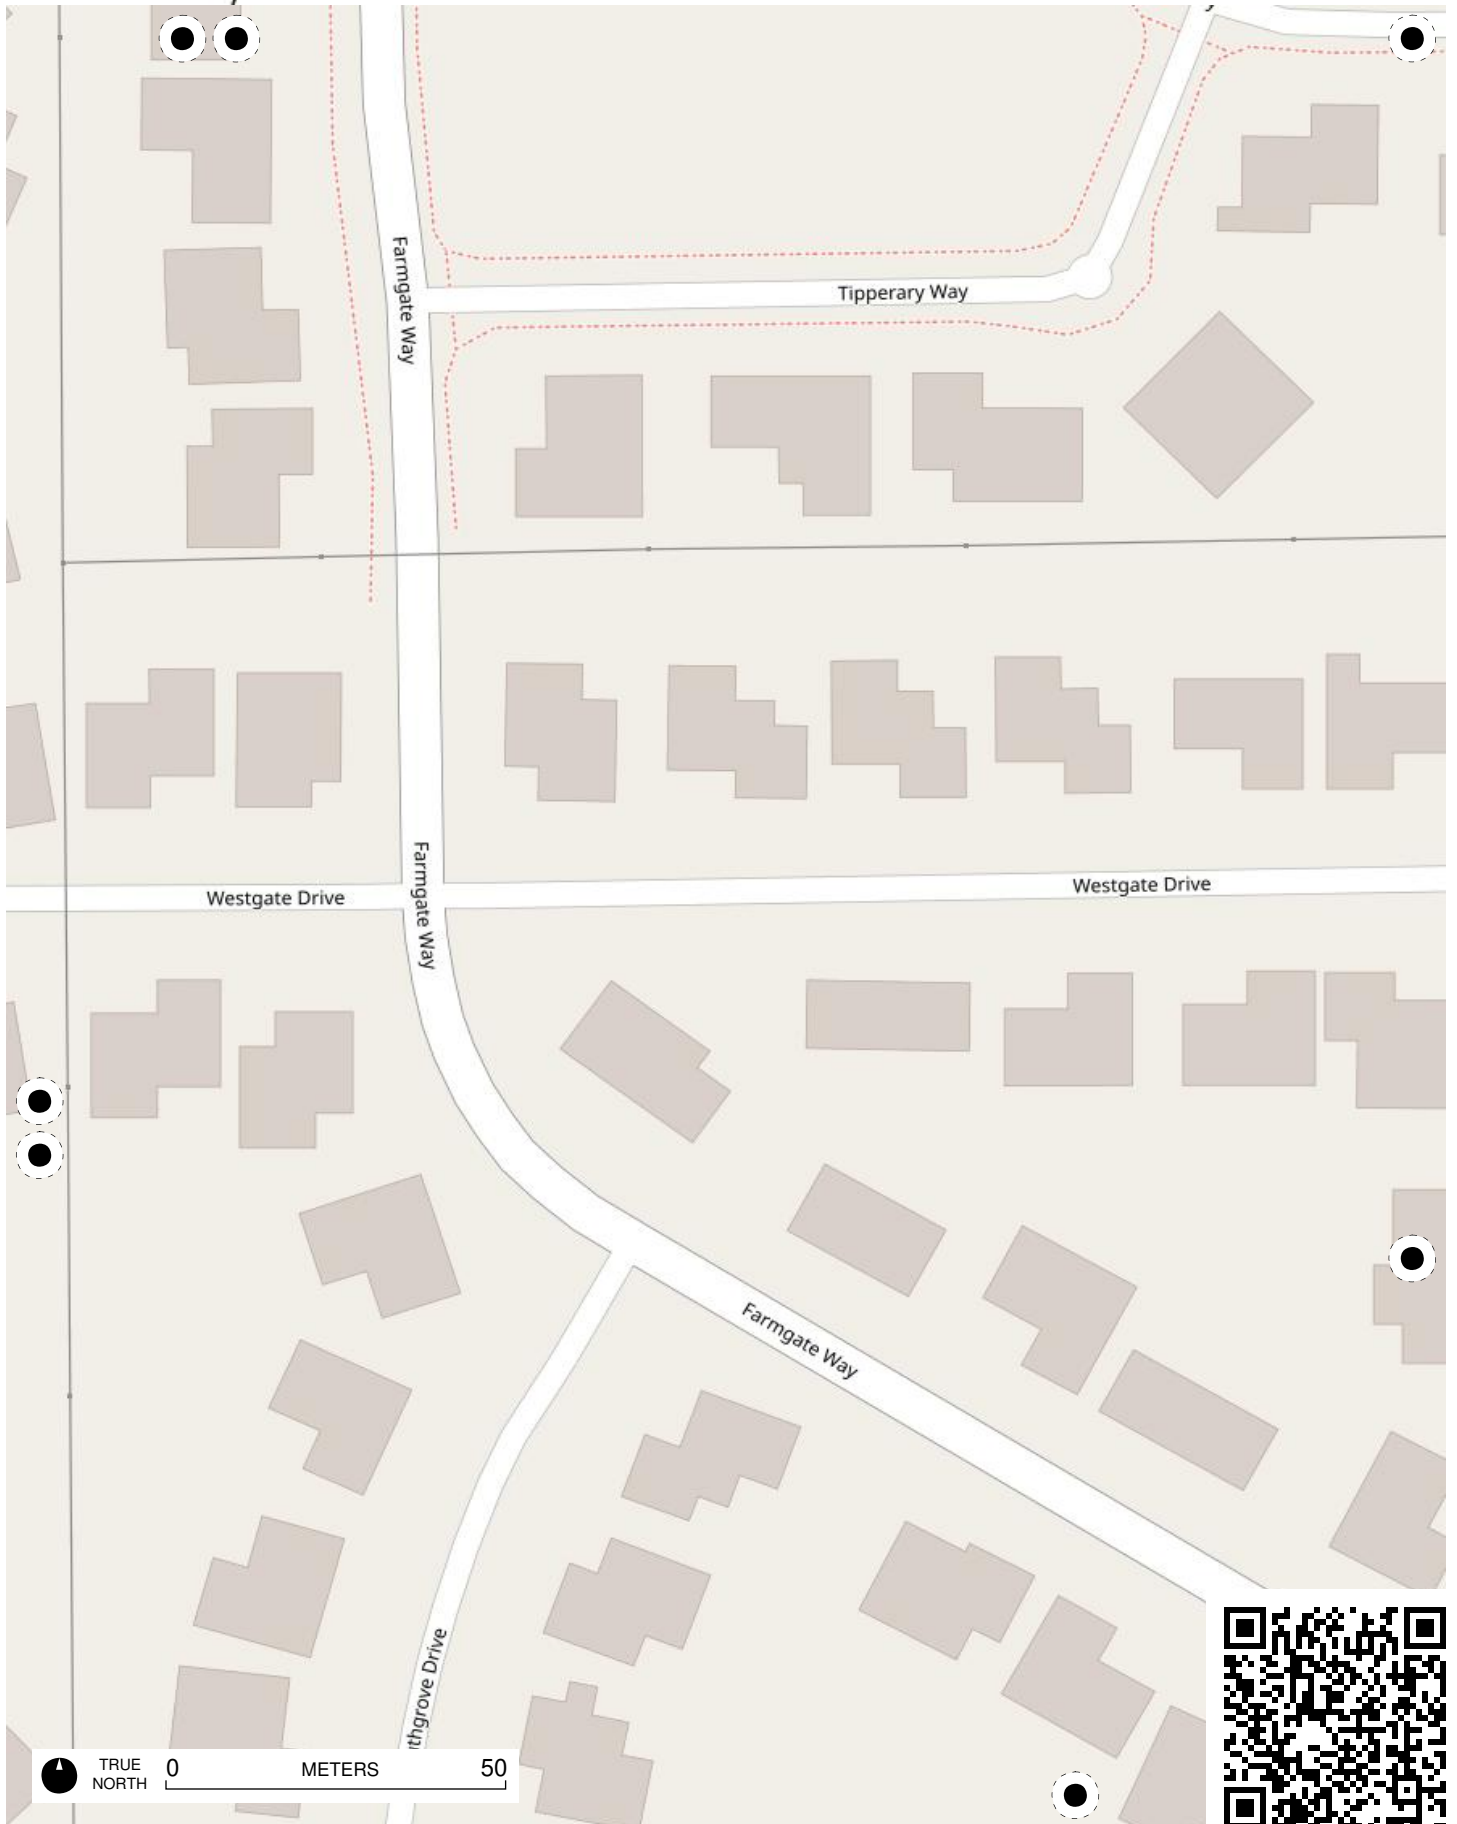 Farmgate Way
Tipperary Way
Farmgate Way
Westgate Drive
Westgate Drive
Farmgate Way
thgrove Drive
TRUE
NORTH
0 METERS 50